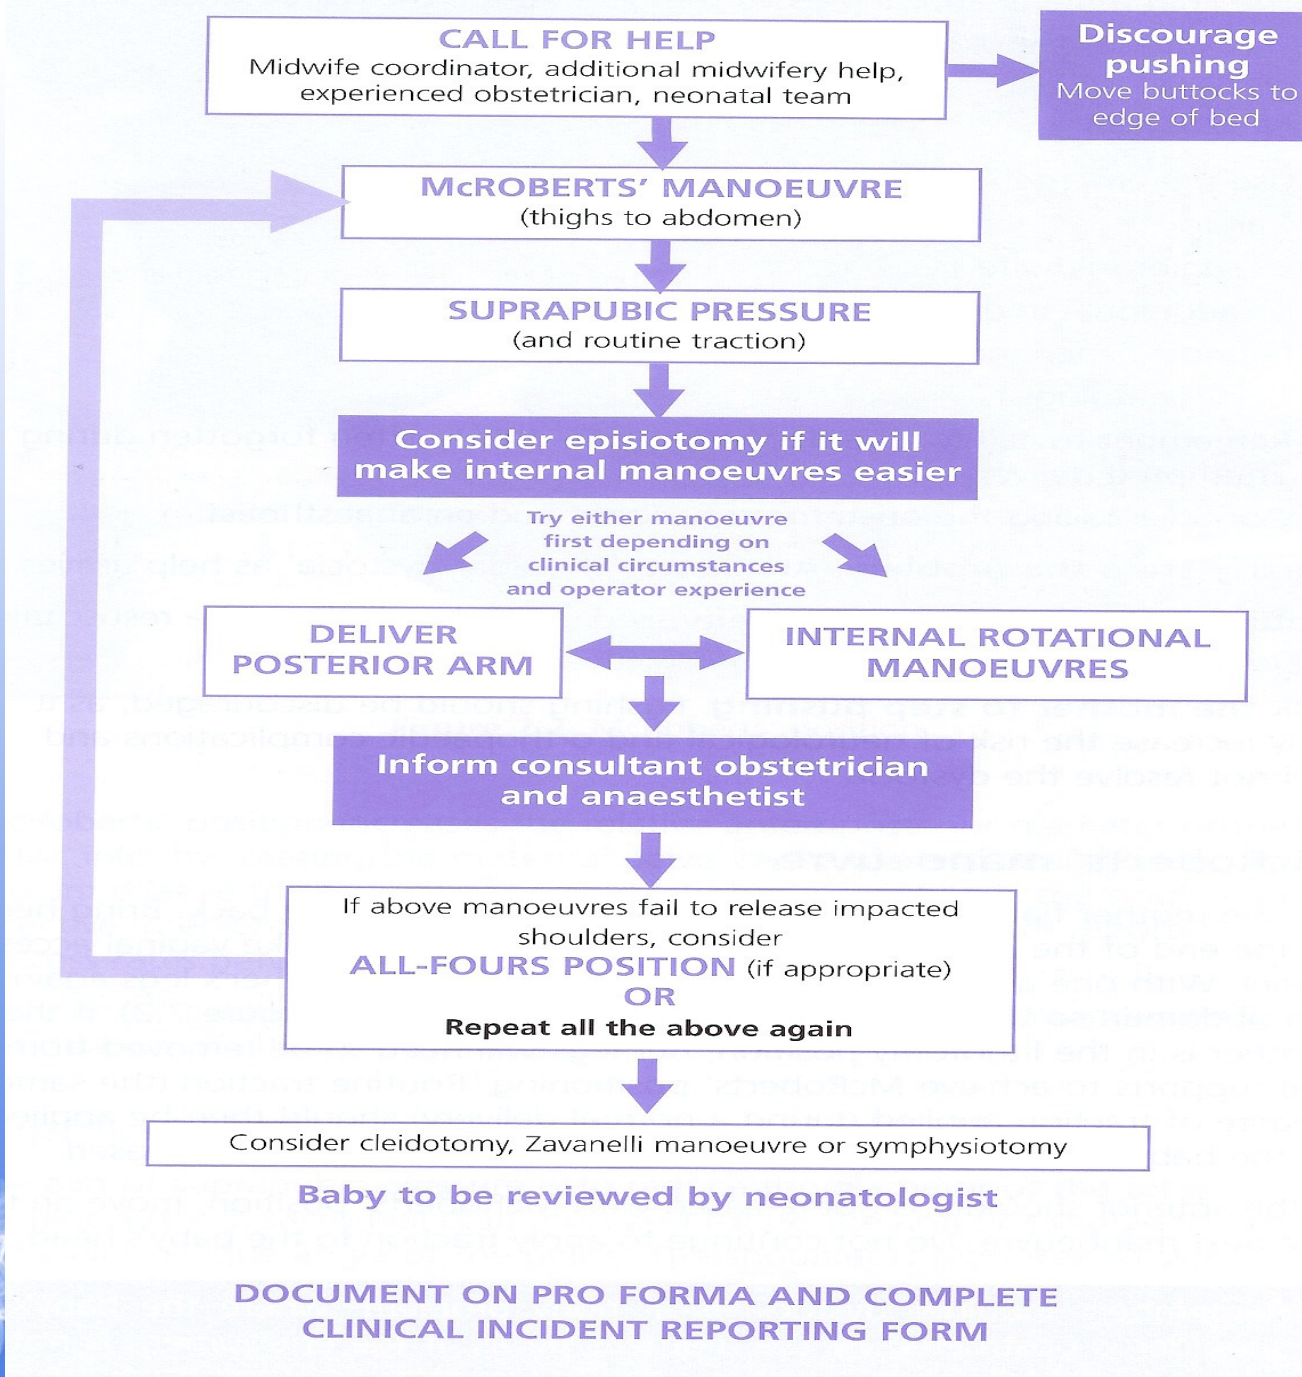 CALL FOR HELP
Midwife coordinator, additional midwifery help,
experienced obstetrician, neonatal team
Discourage
pushing
Move buttocks to
edge of bed
McROBERTS’ MANOEUVRE
(thighs to abdomen)
SUPRAPUBIC PRESSURE
(and routine traction)
Consider episiotomy if it will
make internal manoeuvres easier
Try either manoeuvre
first depending on
clinical circumstances
and operator experience
DELIVER
POSTERIOR ARM
INTERNAL ROTATIONAL
MANOEUVRES
Inform consultant obstetrician
and anaesthetist
If above manoeuvres fail to release impacted
shoulders, consider
ALL-FOURS POSITION (if appropriate)
OR
Repeat all the above again
Consider cleidotomy, Zavanelli manoeuvre or symphysiotomy
Baby to be reviewed by neonatologist
DOCUMENT ON PRO FORMA AND COMPLETE
CLINICAL INCIDENT REPORTING FORM